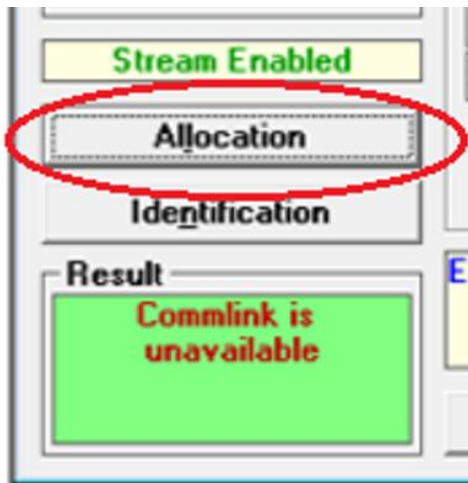 Stream Enabled
Allocation
Identification
Result
Commlink is
unavailable
E